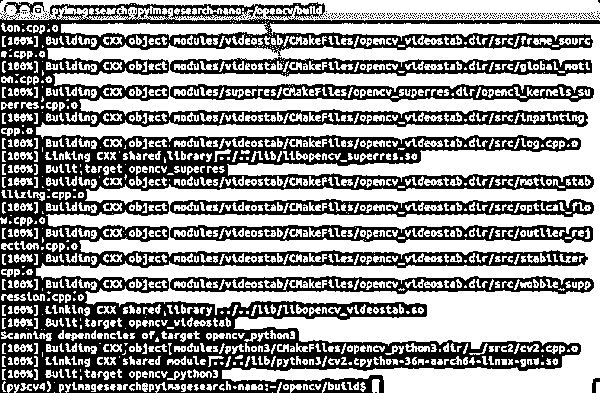 pyimagesearch@pyimagesearch-nano: ~/opencv/build
ion.cpp.o
[100%] Building CXX object modules/videostab/CMakeFiles/opencv_videostab.dir/src/frame_sourc
e.cpp.o
[100%] Building CXX object modules/videostab/CMakeFiles/opencv_videostab.dir/src/global_moti
on.cpp.o
[100%] Building CXX object modules/superres/CMakeFiles/opencv_superres.dir/opencl_kernels_su
perres.cpp.o
[100%] Building CXX object modules/videostab/CMakeFiles/opencv_videostab.dir/src/inpainting.
cpp.o
[100%] Building CXX object modules/videostab/CMakeFiles/opencv_videostab.dir/src/log.cpp.o
[100%] Linking CXX shared library ../../lib/libopencv_superres.so
[100%] Built target opencv_superres
[100%] Building CXX object modules/videostab/CMakeFiles/opencv_videostab.dir/src/motion_stab
ilizing.cpp.o
[100%] Building CXX object modules/videostab/CMakeFiles/opencv_videostab.dir/src/optical_flo
w.cpp.o
[100%] Building CXX object modules/videostab/CMakeFiles/opencv_videostab.dir/src/outlier_rej
ection.cpp.o
[100%] Building CXX object modules/videostab/CMakeFiles/opencv_videostab.dir/src/stabilizer.
cpp.o
[100%] Building CXX object modules/videostab/CMakeFiles/opencv_videostab.dir/src/wobble_supp
ression.cpp.o
[100%] Linking CXX shared library ../../lib/libopencv_videostab.so
[100%] Built target opencv_videostab
Scanning dependencies of target opencv_python3
[100%] Building CXX object modules/python3/CMakeFiles/opencv_python3.dir/__/src2/cv2.cpp.o
[100%] Linking CXX shared module ../../lib/python3/cv2.cpython-36m-aarch64-linux-gnu.so
[100%] Built target opencv_python3
(py3cv4) pyimagesearch@pyimagesearch-nano:~/opencv/build$